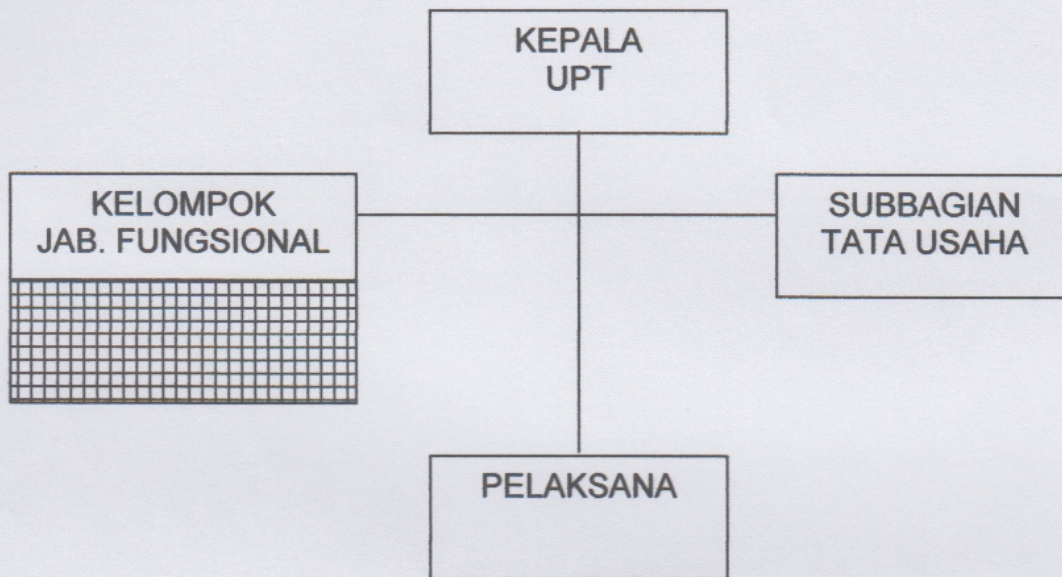 KEPALA
UPT
KELOMPOK
JAB. FUNGSIONAL
SUBBAGIAN
TATA USAHA
PELAKSANA